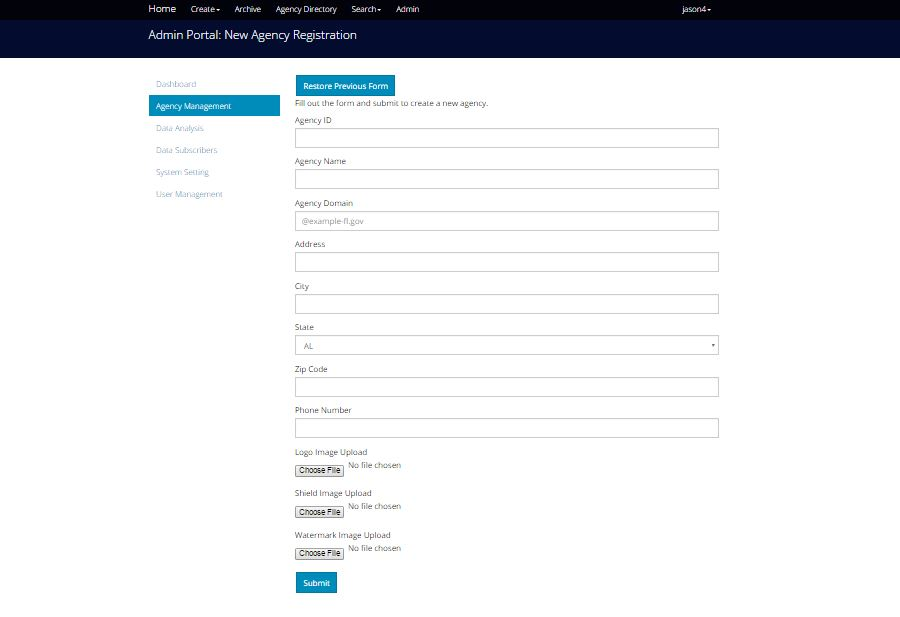 Home Create Archive Agency Directory Search Admin jason4
Admin Portal: New Agency Registration
Dashboard
Agency Management
Data Analysis
Data Subscribers
System Setting
User Management
Restore Previous Form
Fill out the form and submit to create a new agency.
Agency ID
Agency Name
Agency Domain
@example-fl.gov
Address
City
State
AL
Zip Code
Phone Number
Logo Image Upload
Choose File No file chosen
Shield Image Upload
Choose File No file chosen
Watermark Image Upload
Choose File No file chosen
Submit